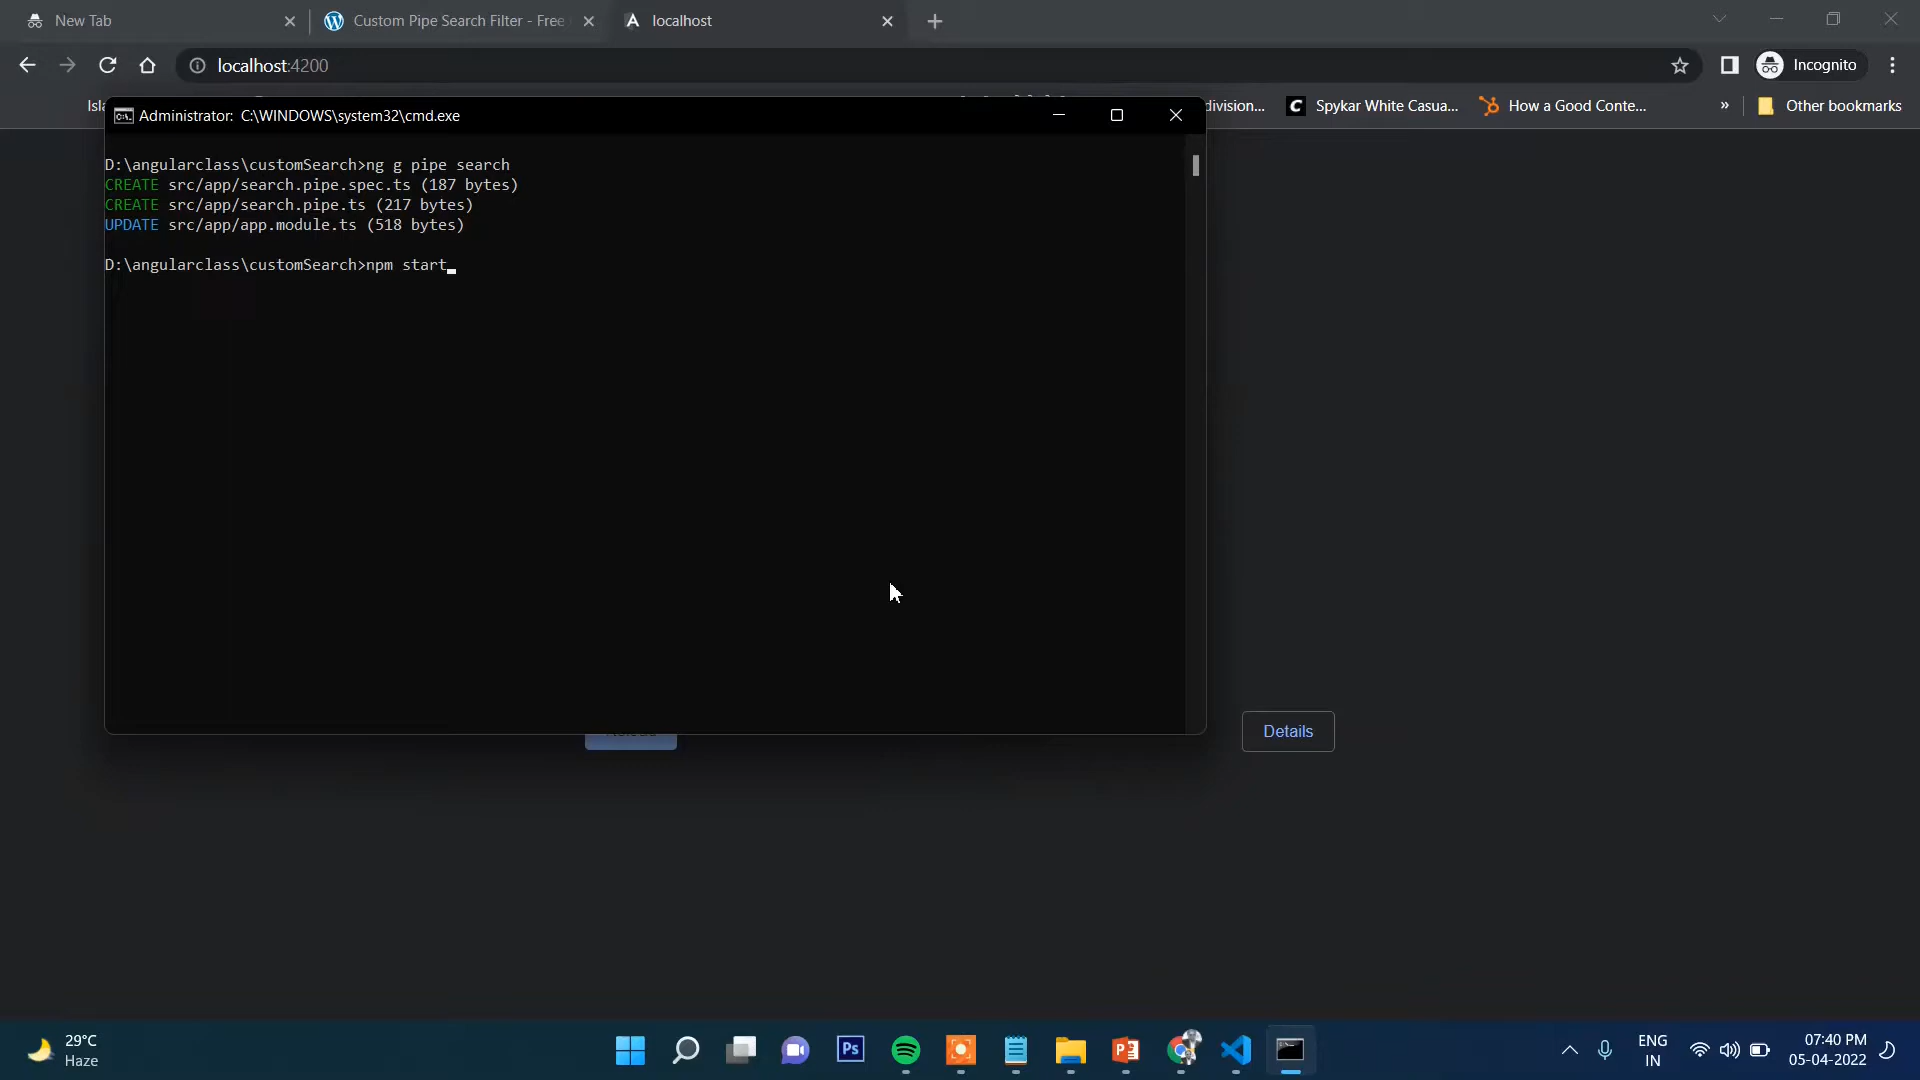 New Tab
Custom Pipe Search Filter - Free
localhost
localhost:4200
Incognito
Isla
division...
Spykar White Casua...
How a Good Conte...
»
Other bookmarks
Administrator: C:\WINDOWS\system32\cmd.exe
D:\angularclass\customSearch>ng g pipe search
CREATE src/app/search.pipe.spec.ts (187 bytes)
CREATE src/app/search.pipe.ts (217 bytes)
UPDATE src/app/app.module.ts (518 bytes)
D:\angularclass\customSearch>npm start
Details
29°C
Haze
Ps
ENG
IN
07:40 PM
05-04-2022